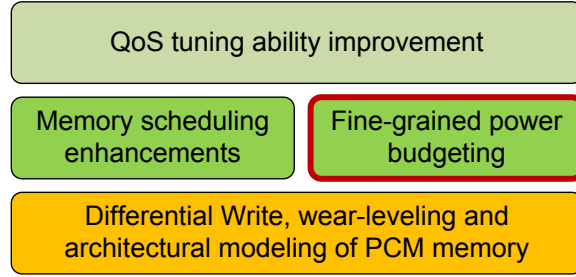 QoS tuning ability improvement
Memory scheduling
enhancements
Fine-grained power
budgeting
Differential Write, wear-leveling and
architectural modeling of PCM memory